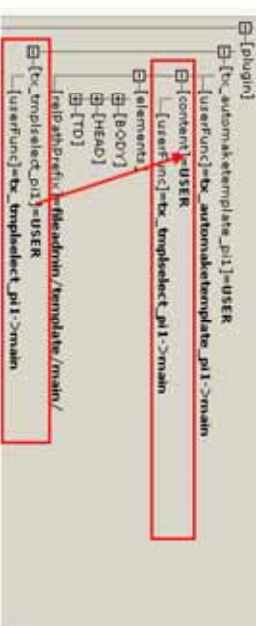 [plugin]
[tx_automaketemplate_pi1]=USER
[userFunc]=tx_automaketemplate_pi1->main
[content]=USER
[userFunc]=tx_tmplselect_pi1->main
[elements]
[BODY]
[HEAD]
[TD]
[relPathPrefix]=fileadmin/template/main/
[tx_tmplselect_pi1]=USER
[userFunc]=tx_tmplselect_pi1->main